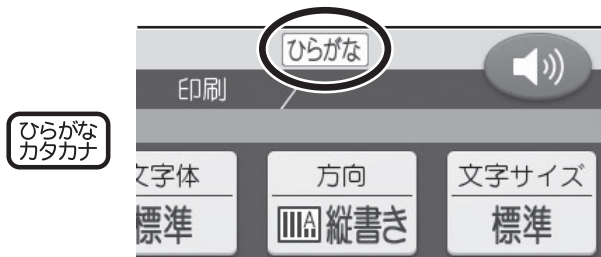 ひらがな
印刷
ひらがな
カタカナ
文字体
標準
方向
縦書き
文字サイズ
標準